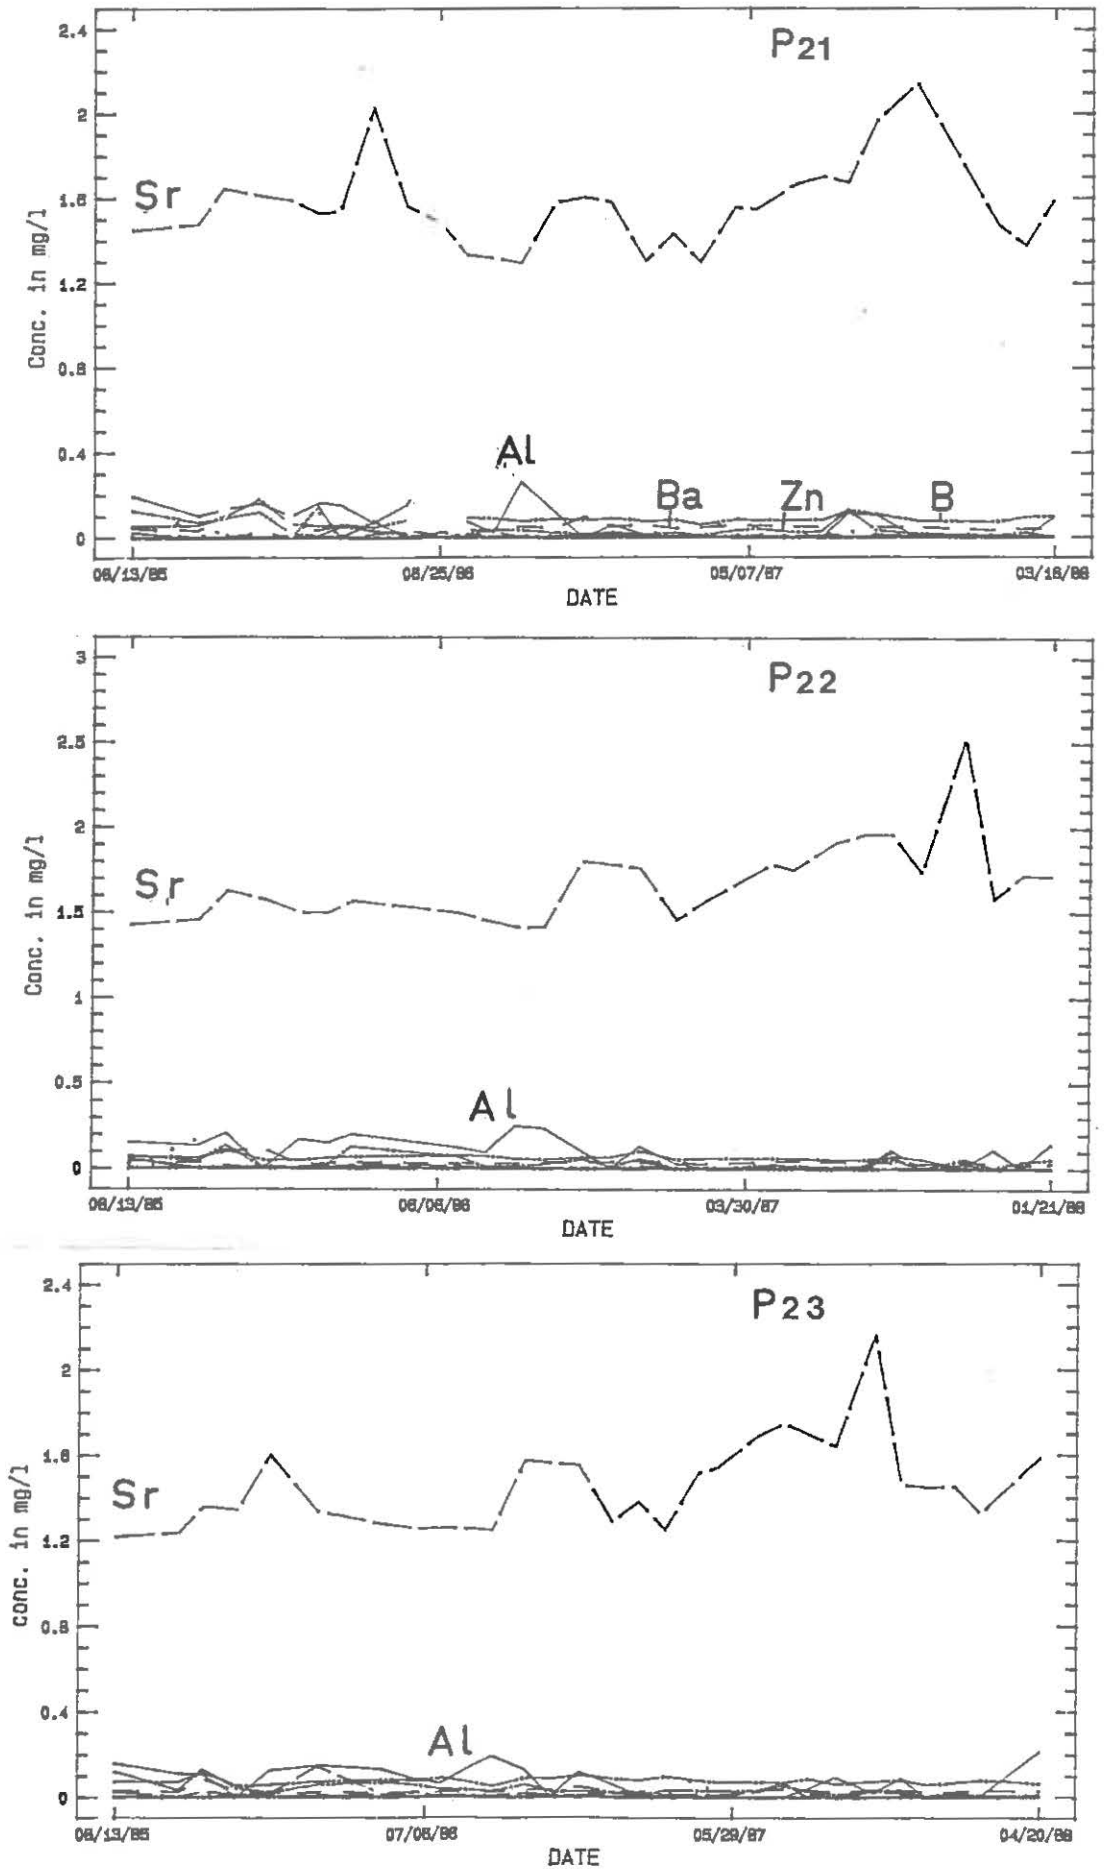 P21
2.4
2
1.6
1.2
0.8
0.4
0
Conc. in mg/l
Sr
Al
Ba
Zn
B
08/13/85
06/25/86
05/07/87
03/18/88
DATE
P22
3
2.5
2
1.5
1
0.5
0
Conc. in mg/l
Sr
Al
08/13/85
06/06/86
03/30/87
01/21/88
DATE
P23
2.4
2
1.6
1.2
0.8
0.4
0
conc. in mg/l
Sr
Al
08/13/85
07/06/86
05/29/87
04/20/88
DATE